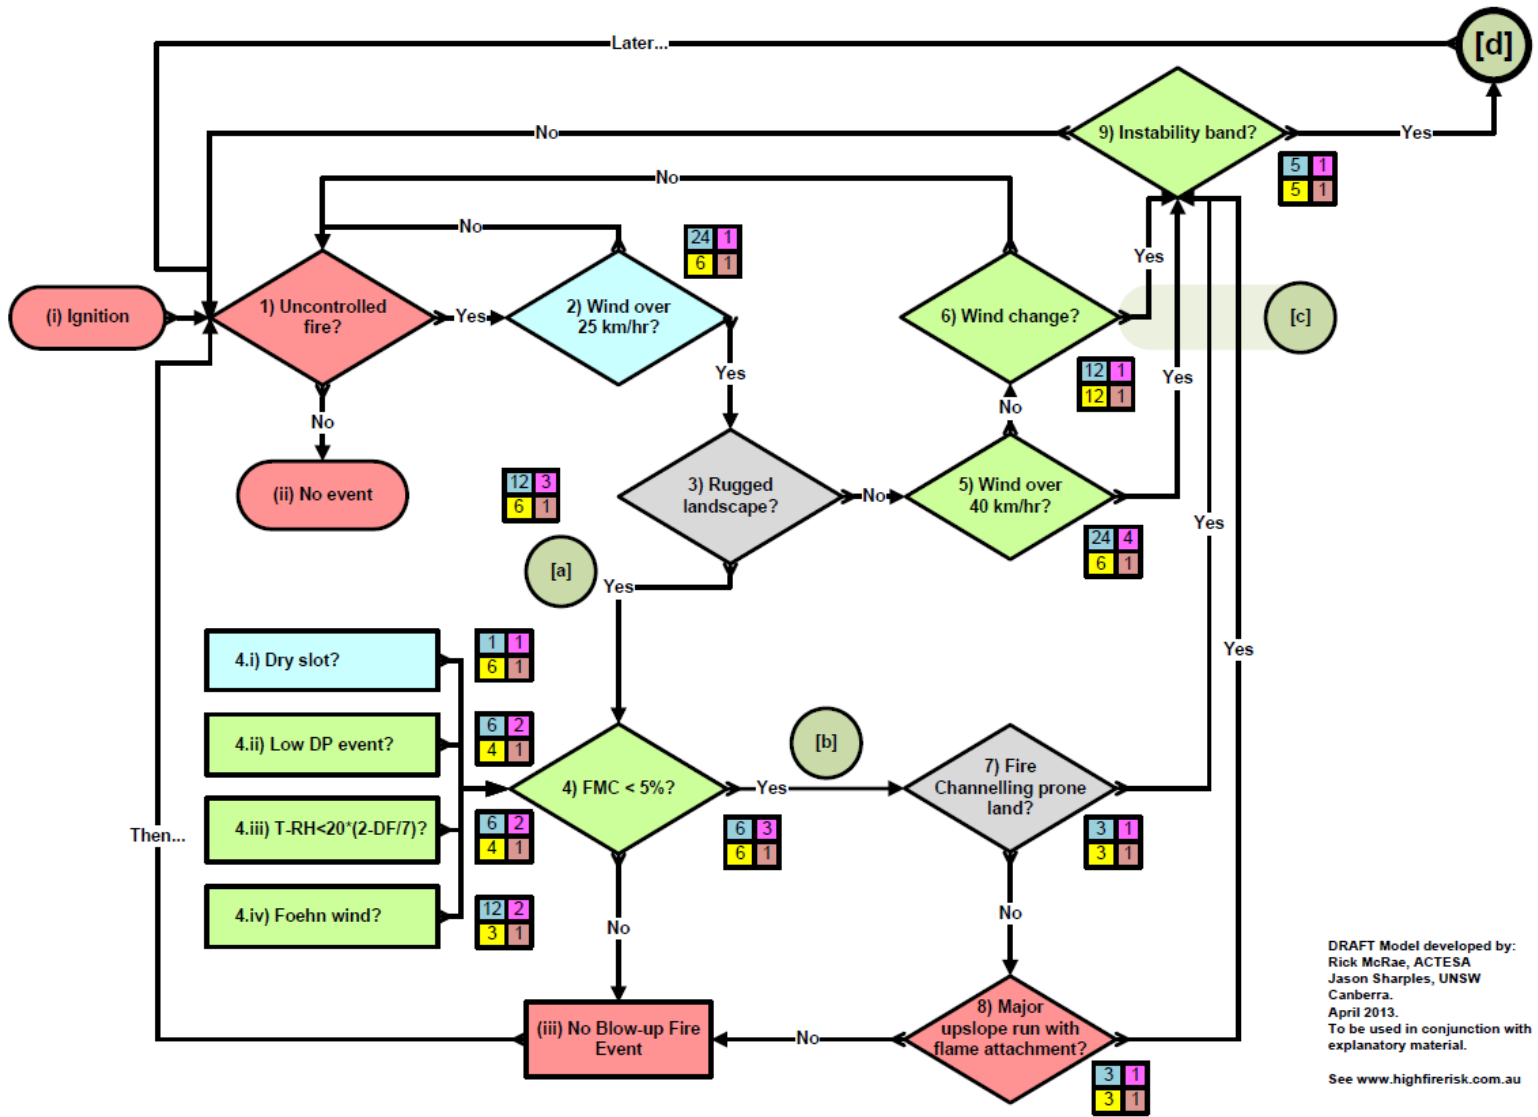 Later...
[d]
No
9) Instability band?
Yes
5 1
5 1
No
No
24 1
6 1
(i) Ignition
1) Uncontrolled
fire?
Yes
2) Wind over
25 km/hr?
Yes
6) Wind change?
Yes
[c]
12 1
12 1
Yes
No
No
(ii) No event
12 3
6 1
3) Rugged
landscape?
No
5) Wind over
40 km/hr?
24 4
6 1
Yes
[a]
Yes
Yes
4.i) Dry slot?
1 1
6 1
4.ii) Low DP event?
6 2
4 1
4.iii) T-RH<20*(2-DF/7)?
6 2
4 1
4.iv) Foehn wind?
12 2
3 1
Then...
4) FMC < 5%?
Yes
[b]
6 3
6 1
7) Fire
Channelling prone
land?
3 1
3 1
No
No
(iii) No Blow-up Fire
Event
No
8) Major
upslope run with
flame attachment?
3 1
3 1
DRAFT Model developed by:
Rick McRae, ACTESA
Jason Sharples, UNSW
Canberra.
April 2013.
To be used in conjunction with
explanatory material.
See www.highfirerisk.com.au